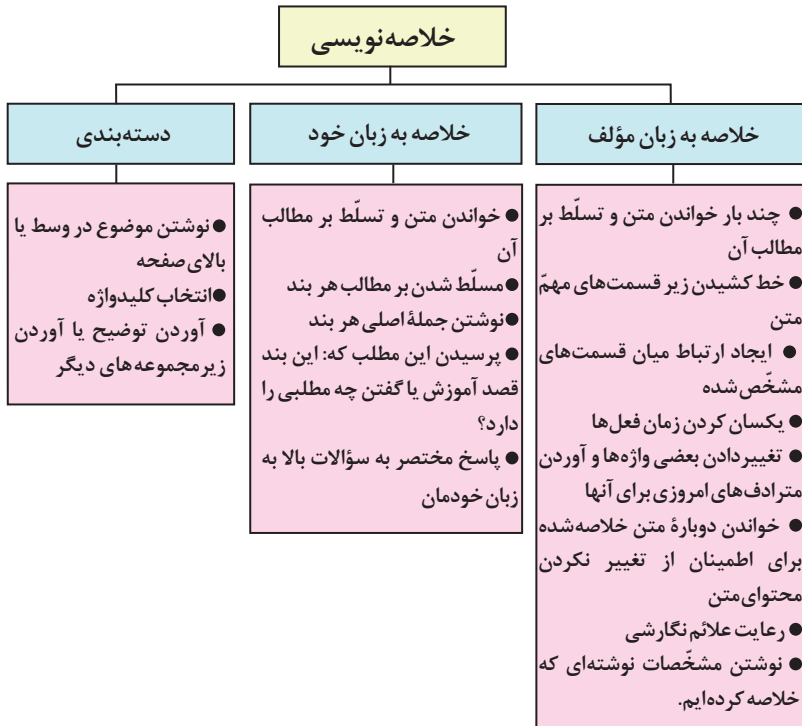 خلاصه‌نویسی
خلاصه به زبان مؤلف
● چند بار خواندن متن و تسلّط بر
مطالب آن
● خط کشیدن زیر قسمت‌های مهمّ
متن
● ایجاد ارتباط میان قسمت‌های
مشخّص‌شده
● یکسان کردن زمان فعل‌ها
● تغییردادن بعضی واژه‌ها و آوردن
مترادف‌های امروزی برای آنها
● خواندن دوبارهٔ متن خلاصه‌شده
برای اطمینان از تغییر نکردن
محتوای متن
● رعایت علائم نگارشی
● نوشتن مشخّصات نوشته‌ای که
خلاصه کرده‌ایم.
خلاصه به زبان خود
● خواندن متن و تسلّط بر مطالب
آن
● مسلّط شدن بر مطالب هر بند
● نوشتن جملهٔ اصلی هر بند
● پرسیدن این مطلب که: این بند
قصد آموزش یا گفتن چه مطلبی را
دارد؟
● پاسخ مختصر به سؤالات بالا به
زبان خودمان
دسته‌بندی
● نوشتن موضوع در وسط یا
بالای صفحه
● انتخاب کلیدواژه
● آوردن توضیح یا آوردن
زیرمجموعه‌های دیگر